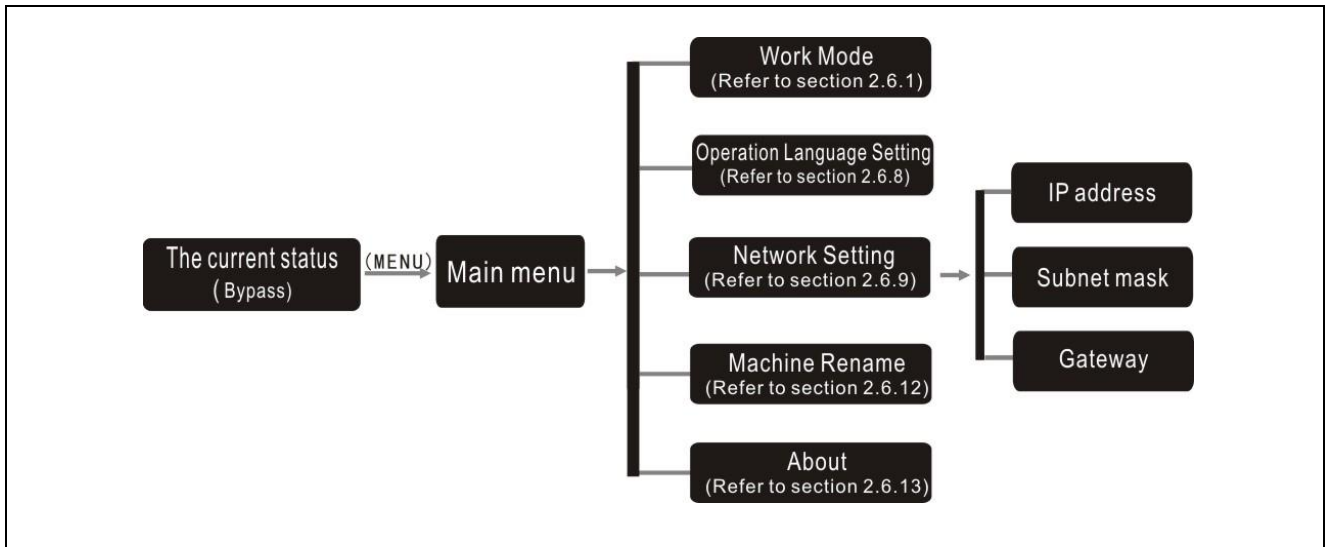 The current status
( Bypass)
(MENU)
Main menu
Work Mode
(Refer to section 2.6.1)
Operation Language Setting
(Refer to section 2.6.8)
Network Setting
(Refer to section 2.6.9)
Machine Rename
(Refer to section 2.6.12)
About
(Refer to section 2.6.13)
IP address
Subnet mask
Gateway